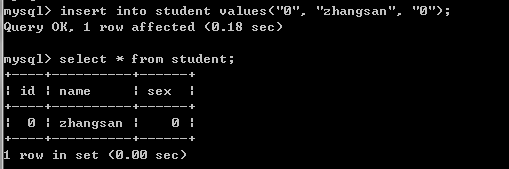 mysql> insert into student values("0", "zhangsan", "0");
Query OK, 1 row affected (0.18 sec)
mysql> select * from student;
+----+----------+------+
| id | name     | sex  |
+----+----------+------+
|  0 | zhangsan |    0 |
+----+----------+------+
1 row in set (0.00 sec)